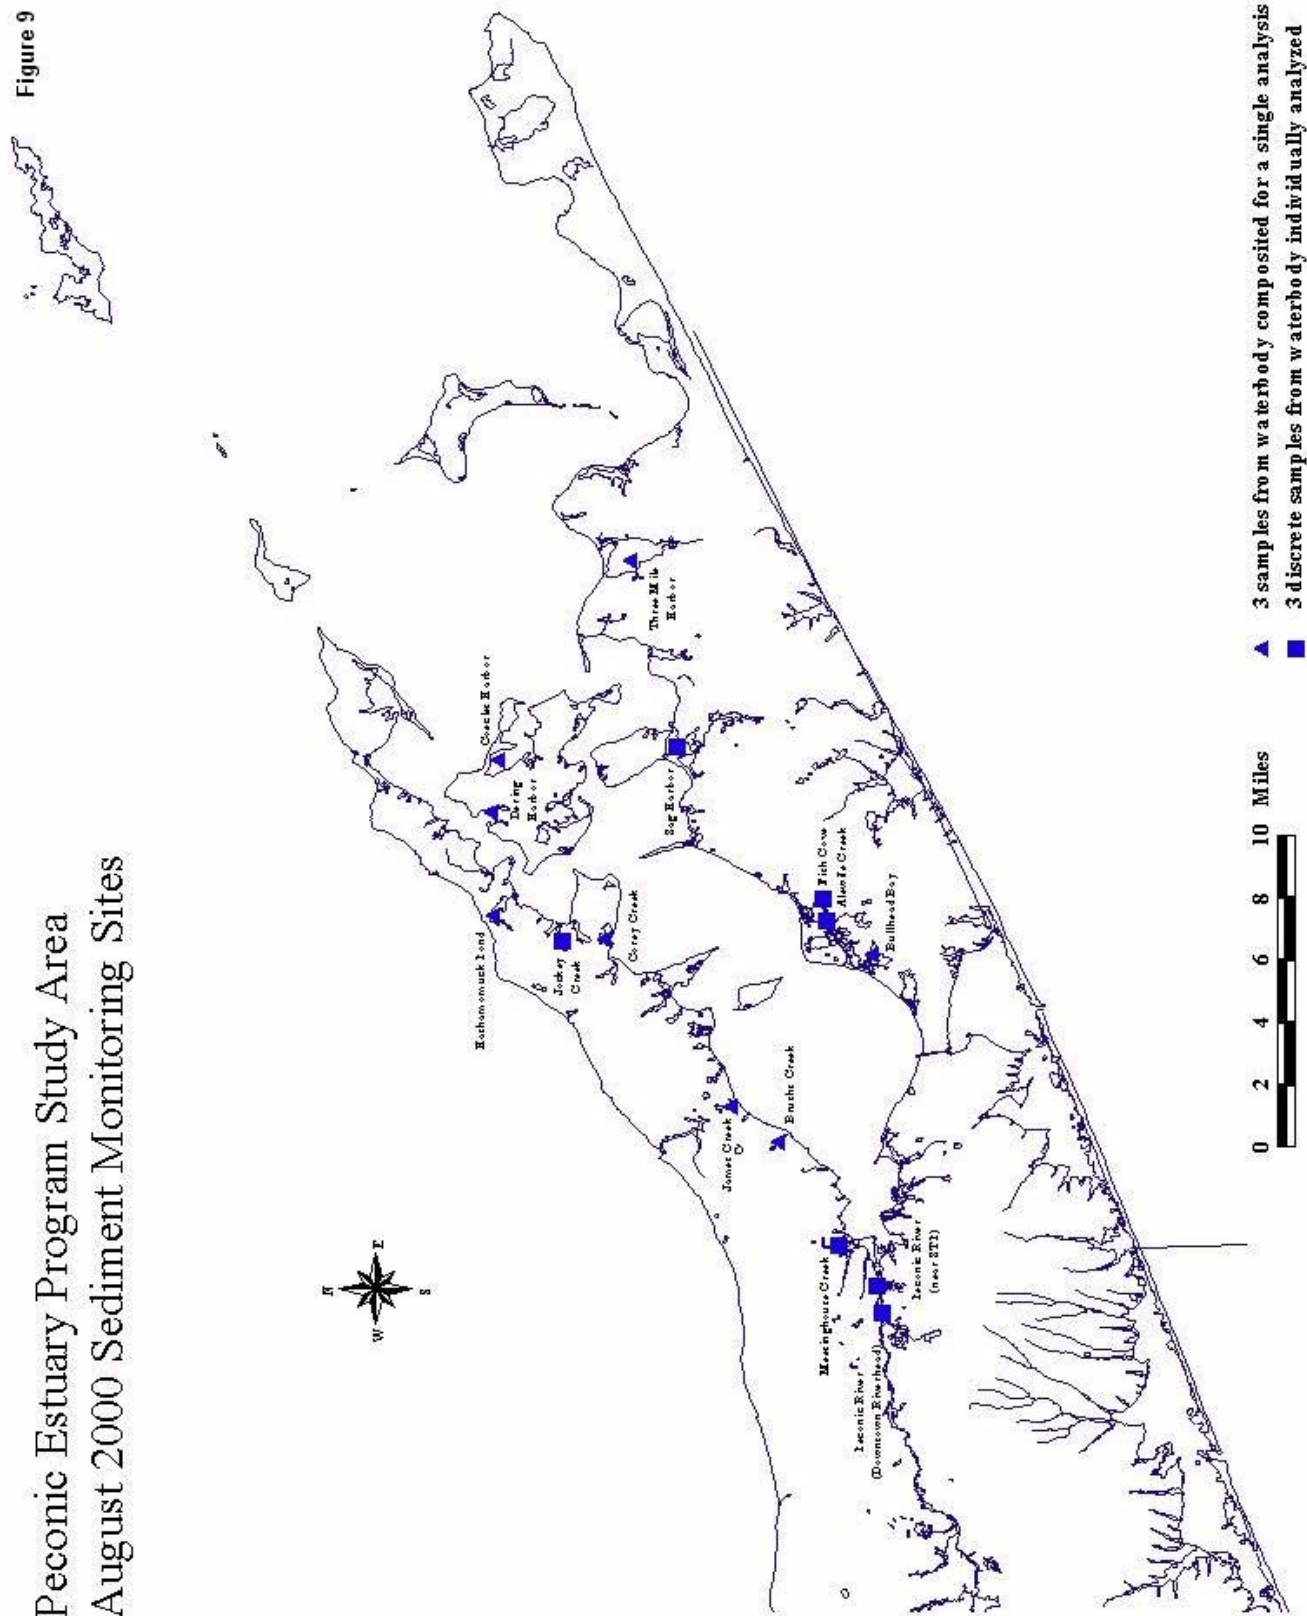 Figure 9
Peconic Estuary Program Study Area
August 2000 Sediment Monitoring Sites
N
W
E
S
Coecles Harbor
Dering
Harbor
Three Mile
Harbor
Sag Harbor
Hashamomuck Pond
Jockey
Creek
Corey Creek
Fish Cove
Alewife Creek
Bullhead Bay
James Creek
Brushs Creek
Meetinghouse Creek
Peconic River
(Downtown Riverhead)
Peconic River
(near STP)
0 2 4 6 8 10 Miles
3 samples from waterbody composited for a single analysis
3 discrete samples from waterbody individually analyzed